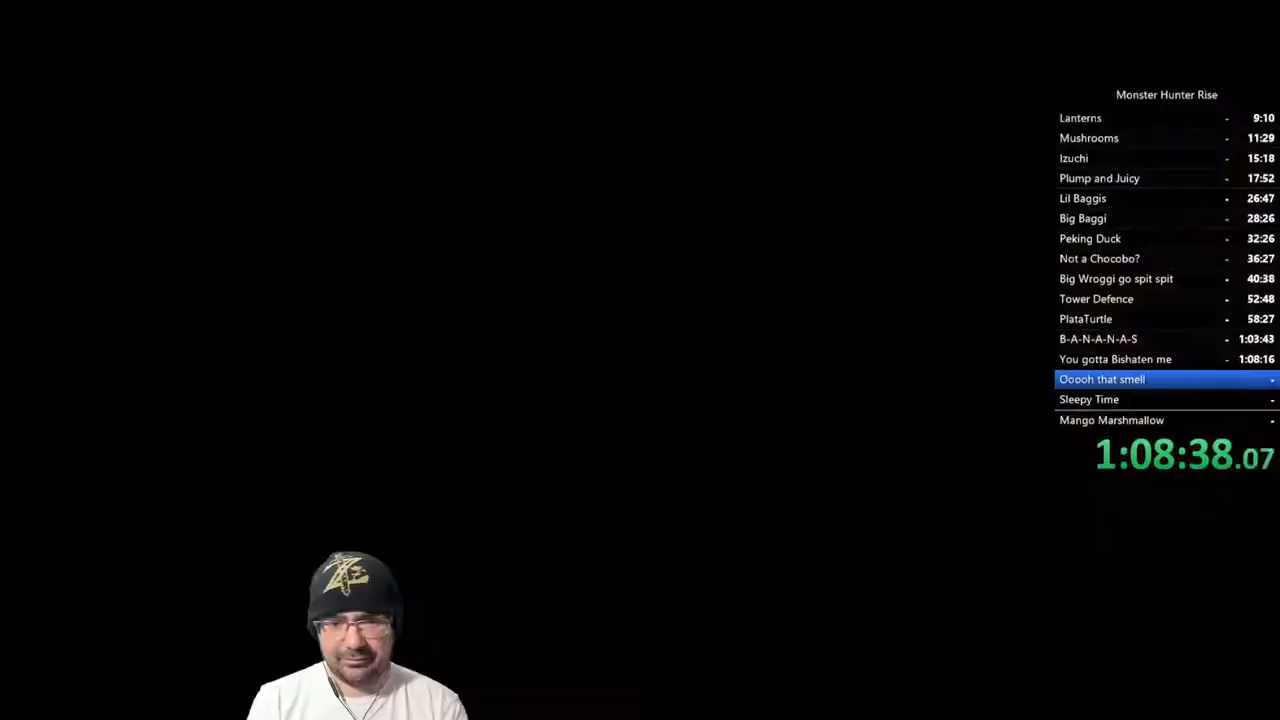 Monster Hunter Rise
Lanterns - 9:10
Mushrooms - 11:29
Izuchi - 15:18
Plump and Juicy - 17:52
Lil Baggis - 26:47
Big Baggi - 28:26
Peking Duck - 32:26
Not a Chocobo? - 36:27
Big Wroggi go spit spit - 40:38
Tower Defence - 52:48
PlataTurtle - 58:27
B-A-N-A-N-A-S - 1:03:43
You gotta Bishaten me - 1:08:16
Ooooh that smell -
Sleepy Time -
Mango Marshmallow -
1:08:38.07
Z